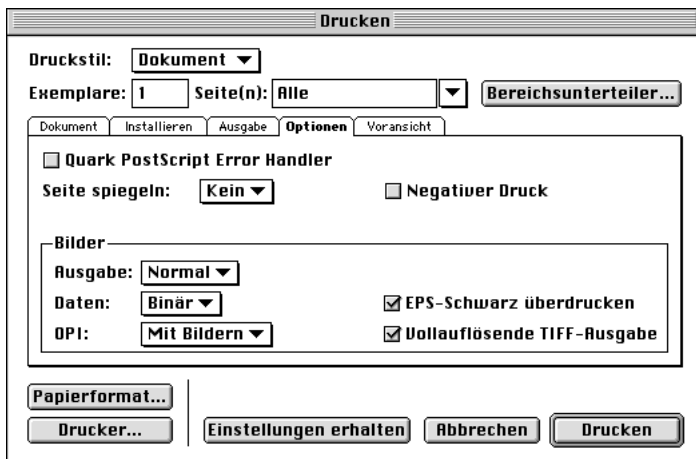 Drucken
Druckstil: Dokument
Exemplare: 1 Seite(n): Alle Bereichsunterteiler...
Dokument Installieren Ausgabe Optionen Voransicht
Quark PostScript Error Handler
Seite spiegeln: Kein Negativer Druck
Bilder
Ausgabe: Normal
Daten: Binär EPS-Schwarz überdrucken
OPI: Mit Bildern Vollauflösende TIFF-Ausgabe
Papierformat...
Drucker... Einstellungen erhalten Abbrechen Drucken